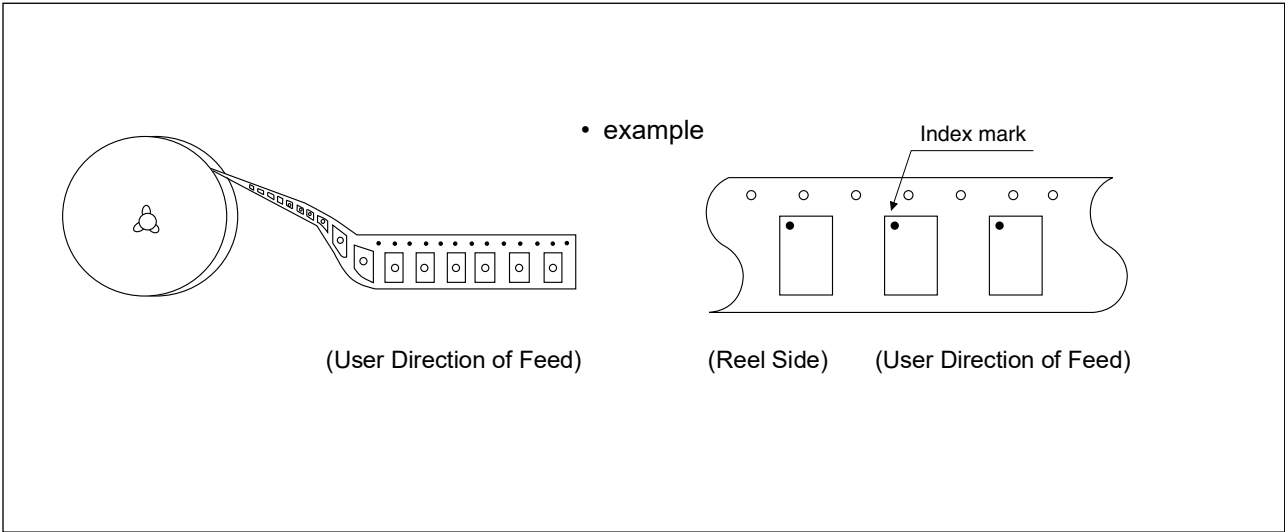 • example
Index mark
(User Direction of Feed)
(Reel Side)
(User Direction of Feed)